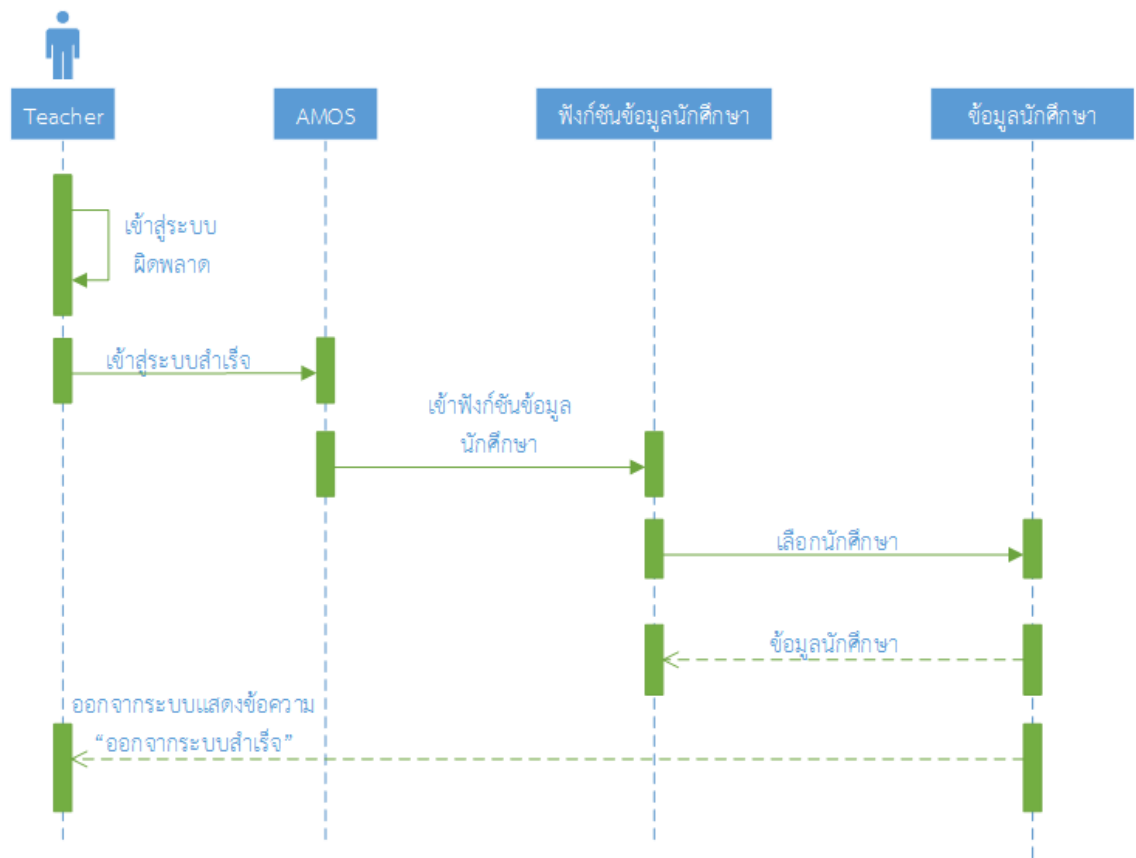 Teacher
AMOS
ฟังก์ชันข้อมูลนักศึกษา
ข้อมูลนักศึกษา
เข้าสู่ระบบ
ผิดพลาด
เข้าสู่ระบบสำเร็จ
เข้าฟังก์ชันข้อมูล
นักศึกษา
เลือกนักศึกษา
ข้อมูลนักศึกษา
ออกจากระบบแสดงข้อความ
“ออกจากระบบสำเร็จ”